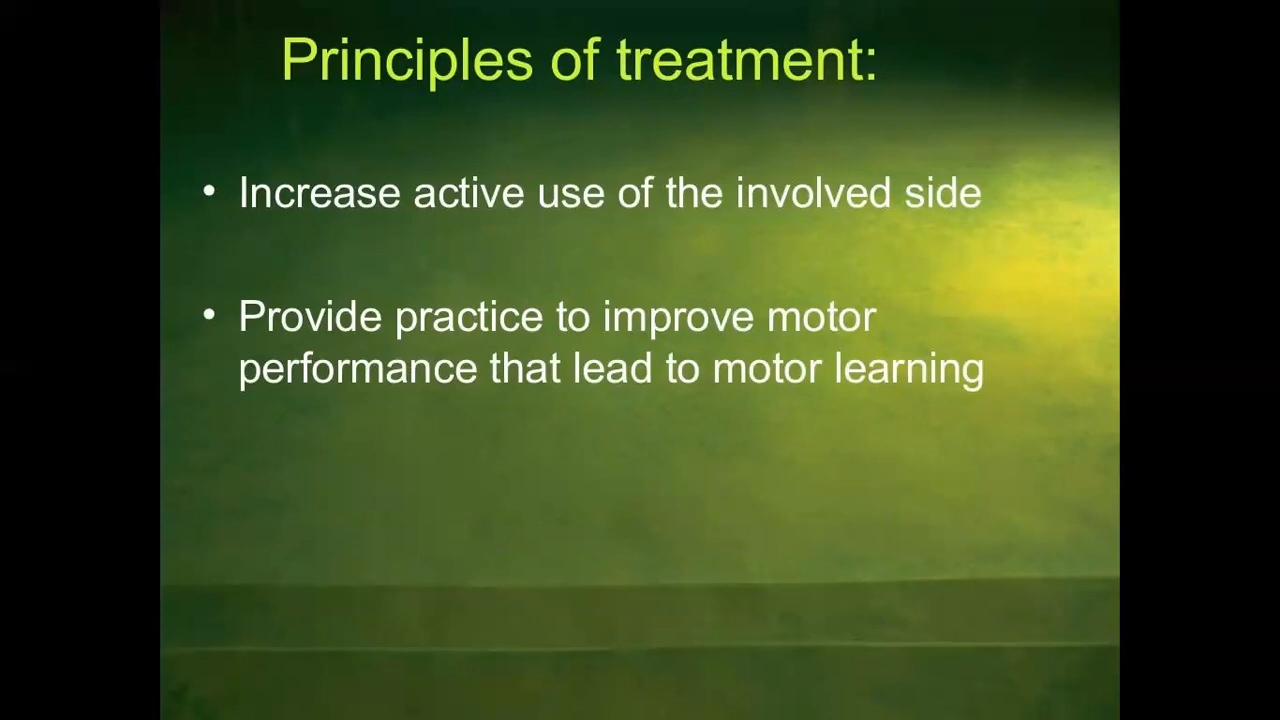 Principles of treatment:
• Increase active use of the involved side
• Provide practice to improve motor
performance that lead to motor learning